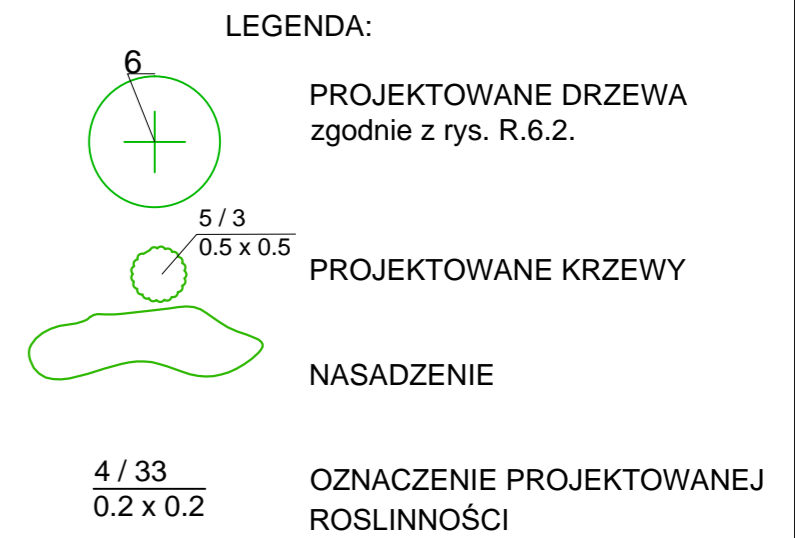 LEGENDA:
6
PROJEKTOWANE DRZEWA
zgodnie z rys. R.6.2.
5 / 3
0.5 x 0.5
PROJEKTOWANE KRZEWY
NASADZENIE
4 / 33
0.2 x 0.2
OZNACZENIE PROJEKTOWANEJ
ROSLINNOŚCI